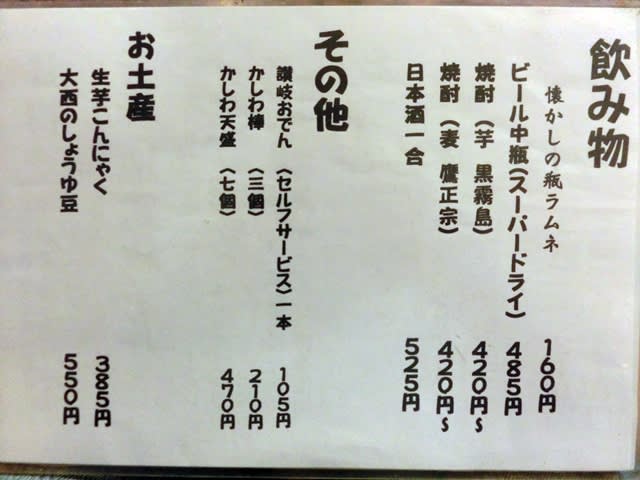 飲み物
懐かしの瓶ラムネ 160円
ビール中瓶(スーパードライ) 485円
焼酎(芋 黒霧島) 420円~
焼酎(麦 鷹正宗) 420円~
日本酒一合 525円
その他
讃岐おでん(セルフサービス)一本 105円
かしわ棒(三個) 210円
かしわ天盛(七個) 470円
お土産
生芋こんにゃく 385円
大西のしょうゆ豆 550円